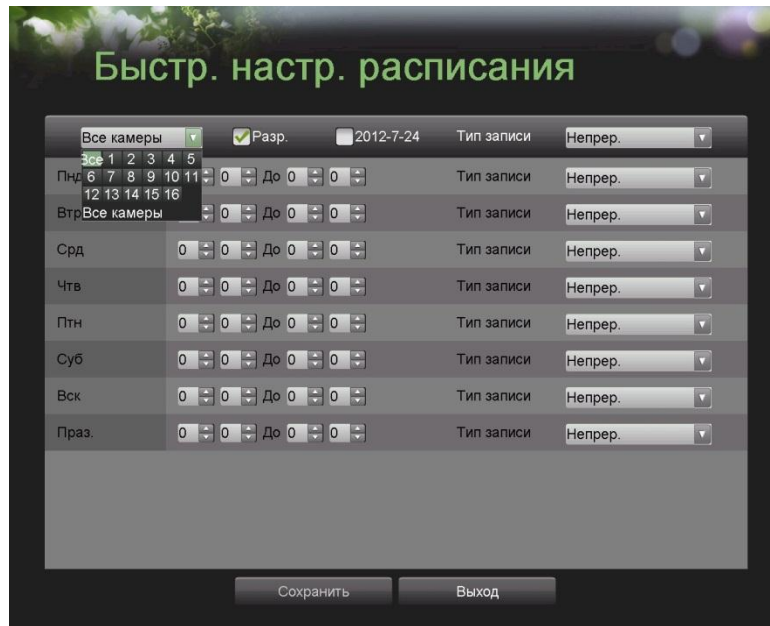 Быстр. настр. расписания
Все камеры Разр. 2012-7-24 Тип записи Непрер.
Все 1 2 3 4 5
6 7 8 9 10 11
12 13 14 15 16
Все камеры
Пнд 0 До 0 0 Тип записи Непрер.
Втр До 0 0 Тип записи Непрер.
Срд 0 0 До 0 0 Тип записи Непрер.
Чтв 0 0 До 0 0 Тип записи Непрер.
Птн 0 0 До 0 0 Тип записи Непрер.
Суб 0 0 До 0 0 Тип записи Непрер.
Вск 0 0 До 0 0 Тип записи Непрер.
Праз. 0 0 До 0 0 Тип записи Непрер.
Сохранить Выход